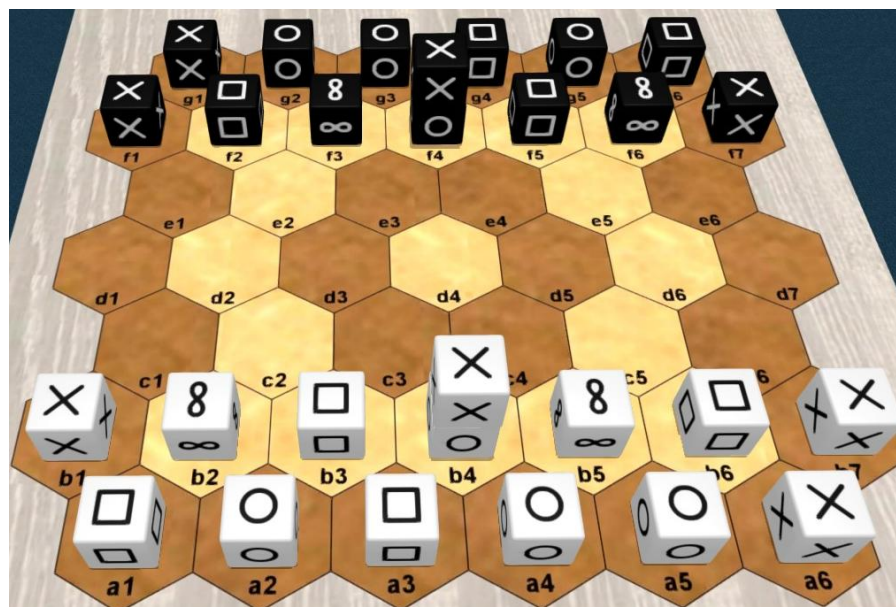 g1 g2 g3 g4 g5 6
f1 f2 f3 f4 f5 f6 f7
e1 e2 e3 e4 e5 e6
d1 d2 d3 d4 d5 d6 d7
c1 c2 c3 c4 c5 6
b1 b2 b3 b4 b5 b6 b7
a1 a2 a3 a4 a5 a6